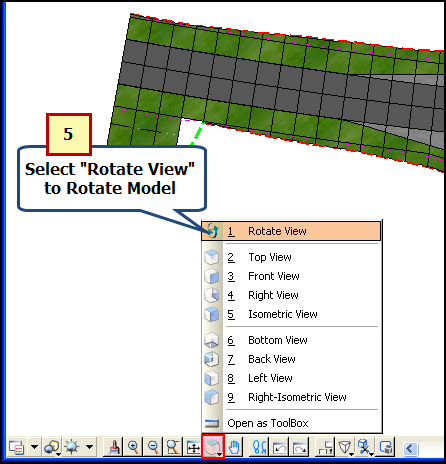 5
Select "Rotate View"
to Rotate Model
1 Rotate View
2 Top View
3 Front View
4 Right View
5 Isometric View
6 Bottom View
7 Back View
8 Left View
9 Right-Isometric View
Open as ToolBox